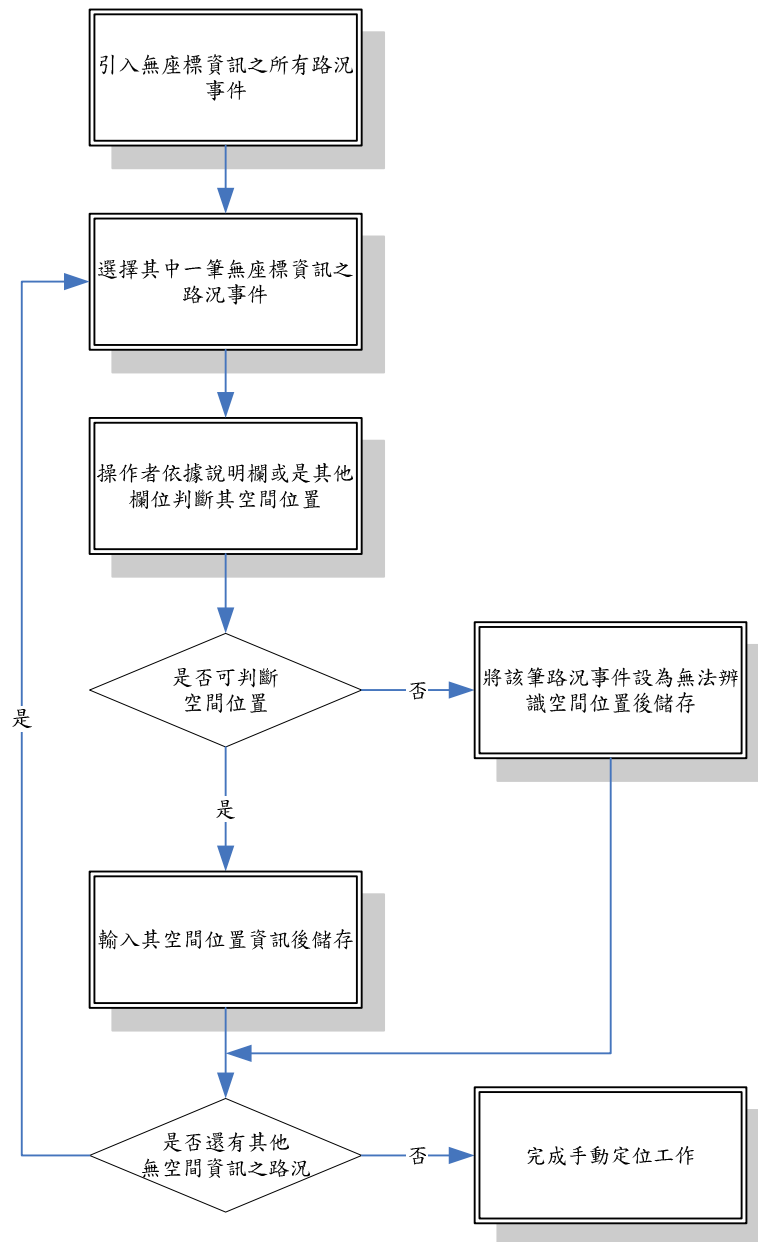 引入無座標資訊之所有路況
事件
選擇其中一筆無座標資訊之
路況事件
操作者依據說明欄或是其他
欄位判斷其空間位置
是否可判斷
空間位置
否
將該筆路況事件設為無法辨
識空間位置後儲存
是
是
輸入其空間位置資訊後儲存
是否還有其他
無空間資訊之路況
否
完成手動定位工作